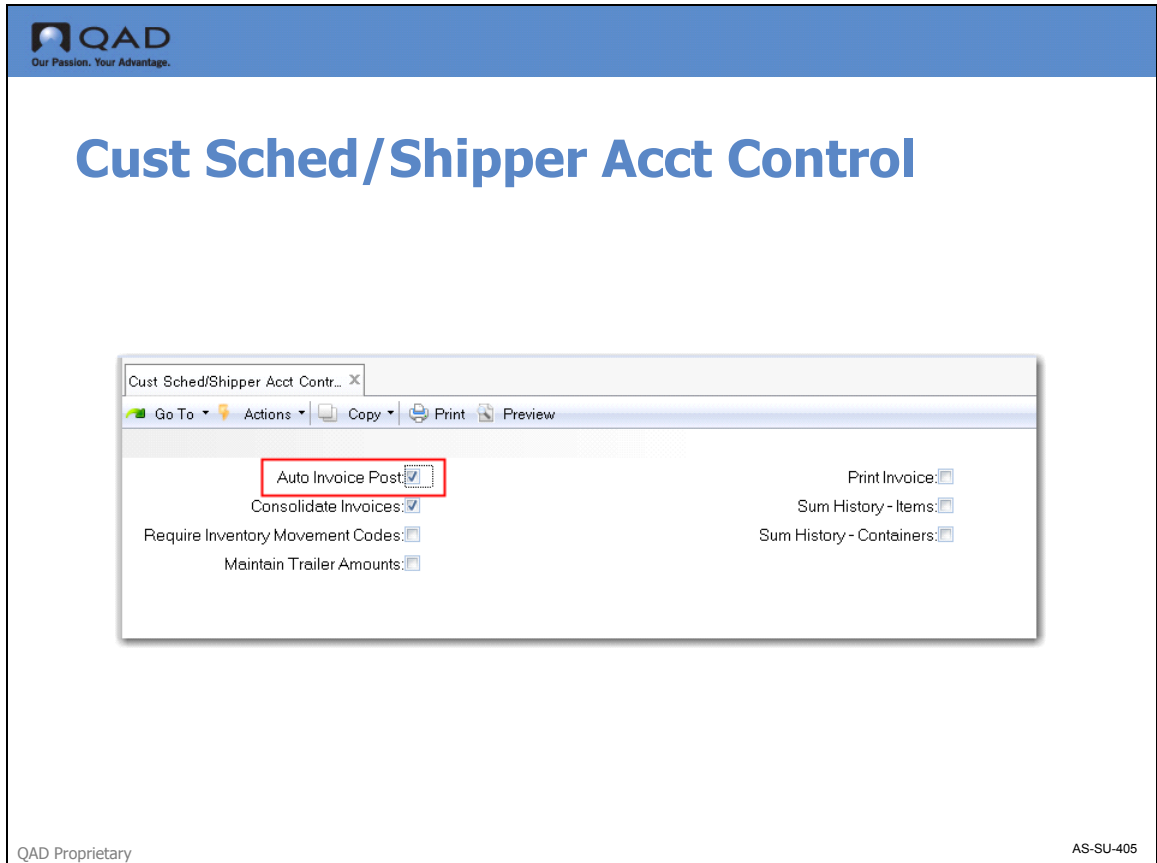 QAD
Our Passion. Your Advantage.
Cust Sched/Shipper Acct Control
Cust Sched/Shipper Acct Contr...
Go To Actions Copy Print Preview
Auto Invoice Post: Print Invoice:
Consolidate Invoices: Sum History - Items:
Require Inventory Movement Codes: Sum History - Containers:
Maintain Trailer Amounts:
QAD Proprietary AS-SU-405